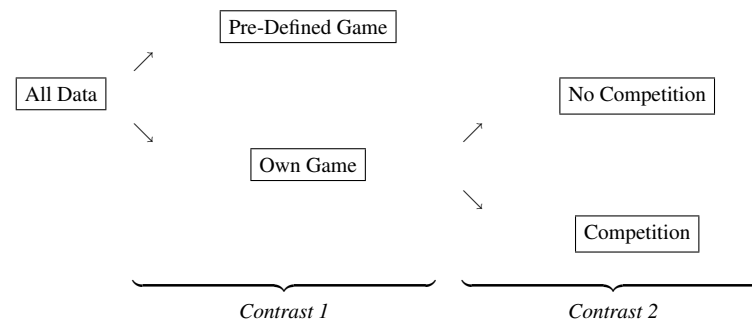 Pre-Defined Game
All Data
No Competition
Own Game
Competition
Contrast 1
Contrast 2